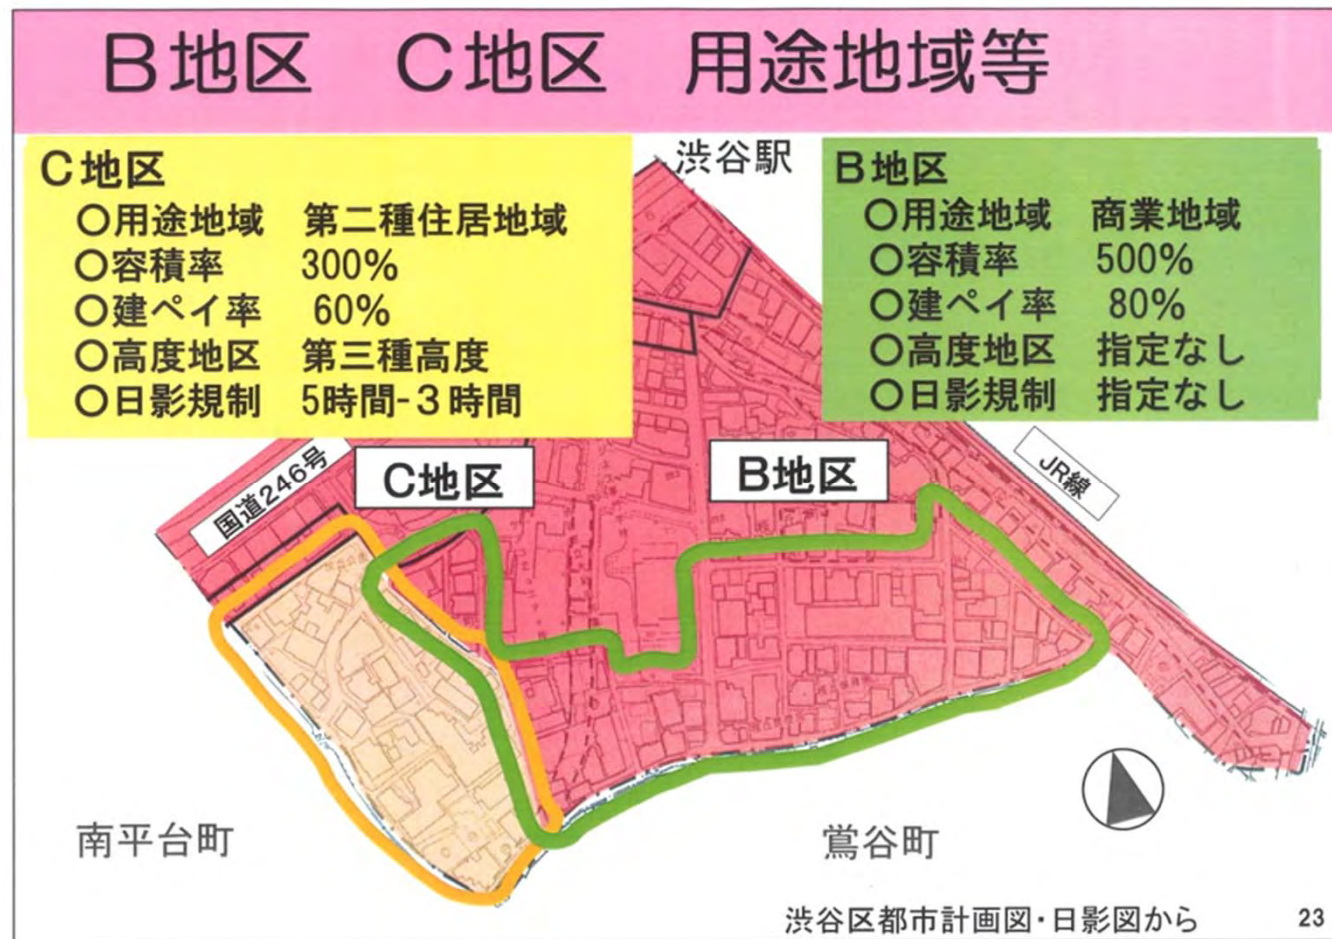 B地区 C地区 用途地域等
渋谷駅
C地区
○用途地域 第二種住居地域
○容積率 300%
○建ペイ率 60%
○高度地区 第三種高度
○日影規制 5時間-3時間
B地区
○用途地域 商業地域
○容積率 500%
○建ペイ率 80%
○高度地区 指定なし
○日影規制 指定なし
国道246号
C地区
B地区
JR線
南平台町
鶯谷町
渋谷区都市計画図・日影図から
23